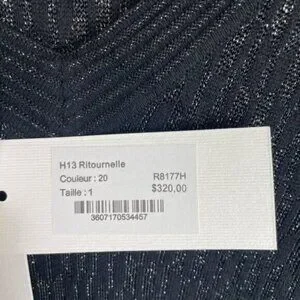 H13 Ritournelle
Couleur : 20 R8177H
Taille : 1 $320,00
3607170534457